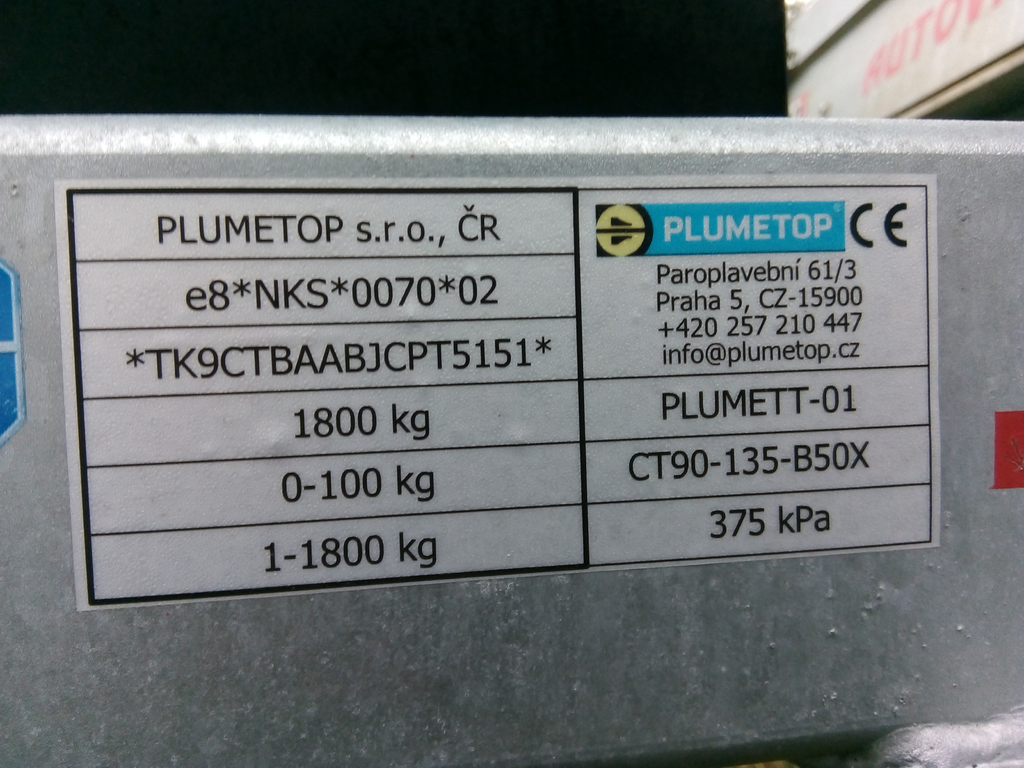 PLUMETOP s.r.o., ČR
e8*NKS*0070*02
*TK9CTBAABJCPT5151*
1800 kg
0-100 kg
1-1800 kg
PLUMETOP® CE
Paroplavební 61/3
Praha 5, CZ-15900
+420 257 210 447
info@plumetop.cz
PLUMETT-01
CT90-135-B50X
375 kPa